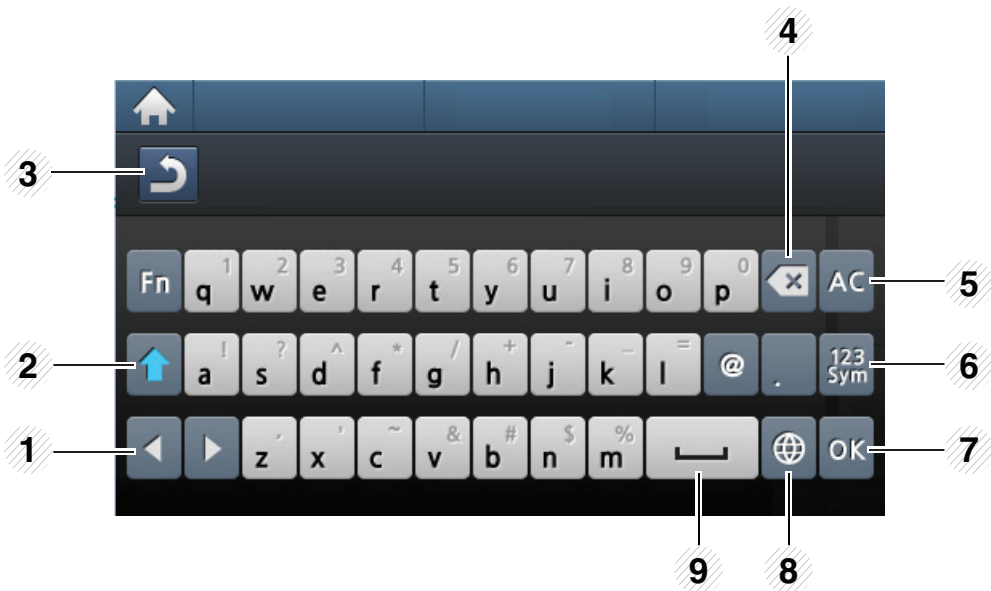 4
3
Fn 1 q 2 w 3 e 4 r 5 t 6 y 7 u 8 i 9 o 0 p AC 5
2 ! a ? s ^ d * f / g + h - j _ k = l @ . 123 Sym 6
1 ´ z ' x ~ c & v # b $ n % m OK 7
9 8